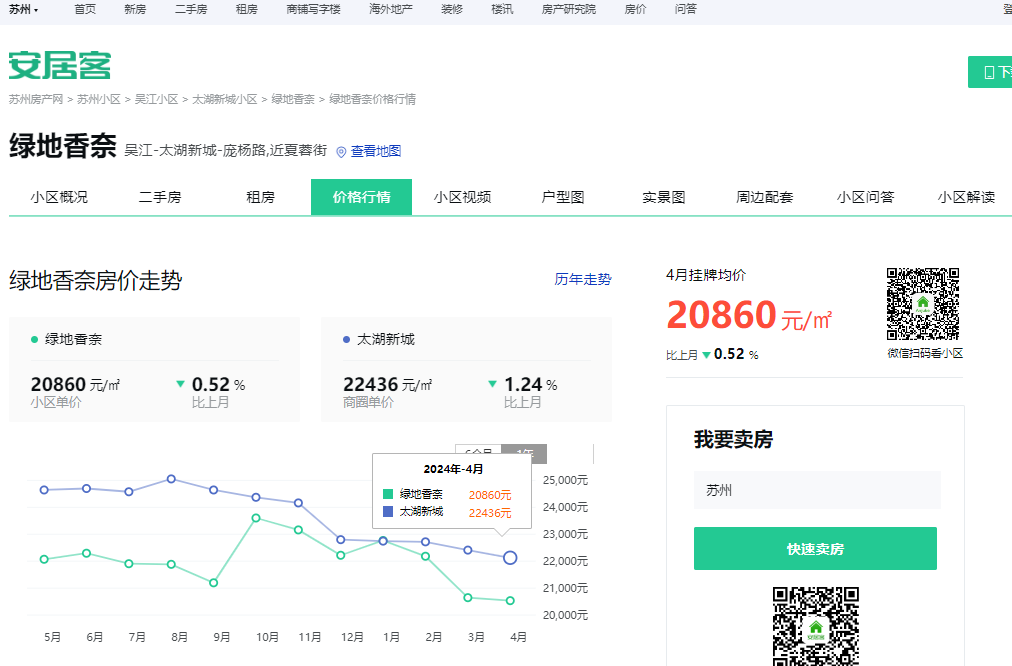 苏州
首页 新房 二手房 租房 商铺写字楼 海外地产 装修 楼讯 房产研究院 房价 问答
安居客
苏州房产网 > 苏州小区 > 吴江小区 > 太湖新城小区 > 绿地香奈 > 绿地香奈价格行情
绿地香奈 吴江-太湖新城-庞杨路,近夏蓉街 查看地图
小区概况 二手房 租房 价格行情 小区视频 户型图 实景图 周边配套 小区问答 小区解读
绿地香奈房价走势 历年走势
绿地香奈
20860 元/㎡ 0.52 %
小区单价 比上月
太湖新城
22436 元/㎡ 1.24 %
商圈单价 比上月
2024年-4月
绿地香奈 20860元
太湖新城 22436元
25,000元
24,000元
23,000元
22,000元
21,000元
20,000元
5月 6月 7月 8月 9月 10月 11月 12月 1月 2月 3月 4月
4月挂牌均价
20860 元/㎡
比上月 0.52 %
微信扫码看小区
我要卖房
苏州
快速卖房